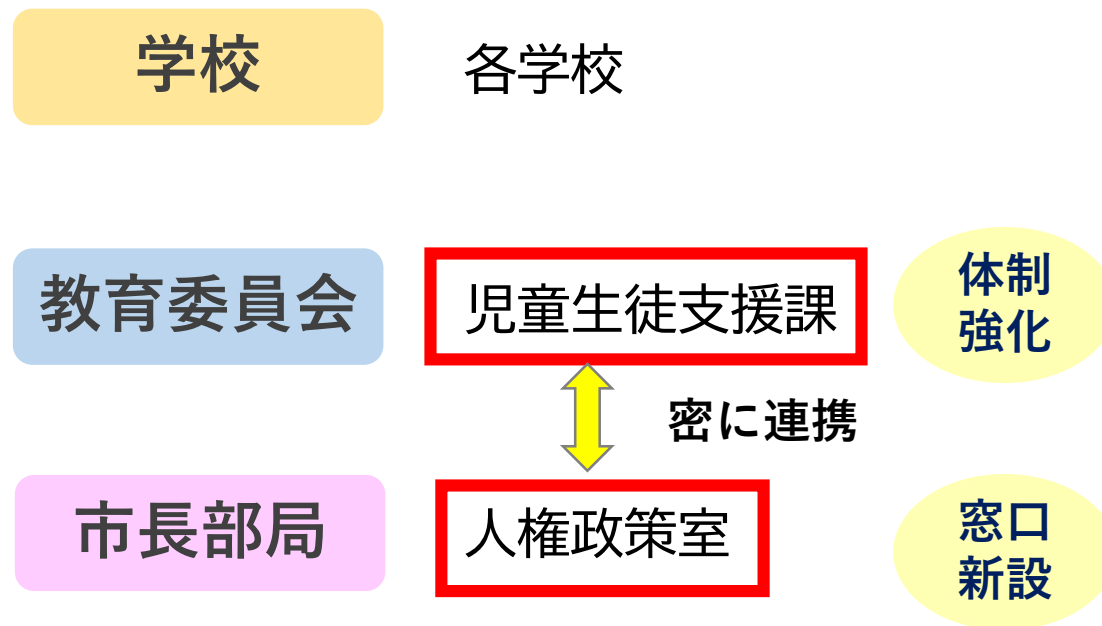 学校
各学校
教育委員会
児童生徒支援課
体制
強化
密に連携
市長部局
人権政策室
窓口
新設